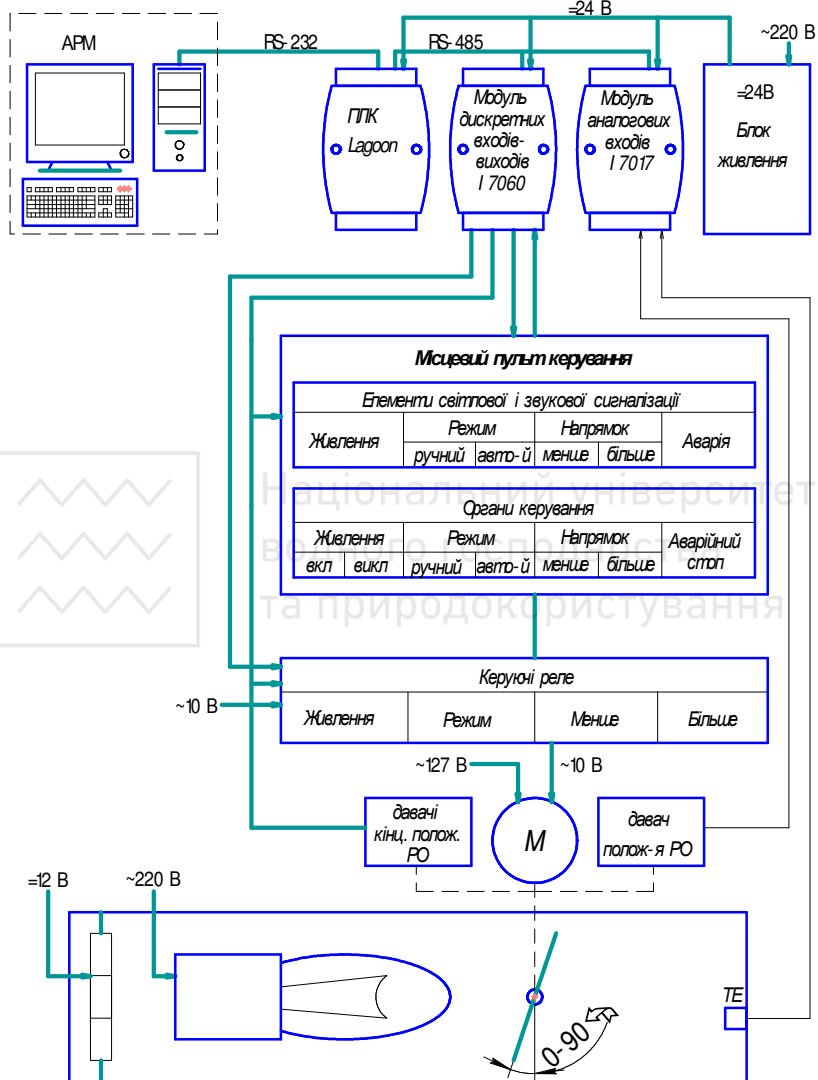 =24 В
~220 В
АРМ
RS-232
RS-485
ПЛК
Lagoon
Модуль
дискретних
входів-
виходів
I 7060
Модуль
аналогових
входів
I 7017
=24В
Блок
живлення
Місцевий пульт керування
Елементи світлової і звукової сигналізації
Живлення
Режим
Напрямок
Аварія
ручний
авто-й
менше
більше
Національний університет
водного господарства
та природокористування
Органи керування
Живлення
Режим
Напрямок
Аварійний
стоп
вкл
викл
ручний
авто-й
менше
більше
Керуючі реле
~10 В
Живлення
Режим
Менше
Більше
~127 В
~10 В
давачі
кінц. полож.
РО
М
давач
полож-я РО
=12 В
~220 В
ТЕ
0-90